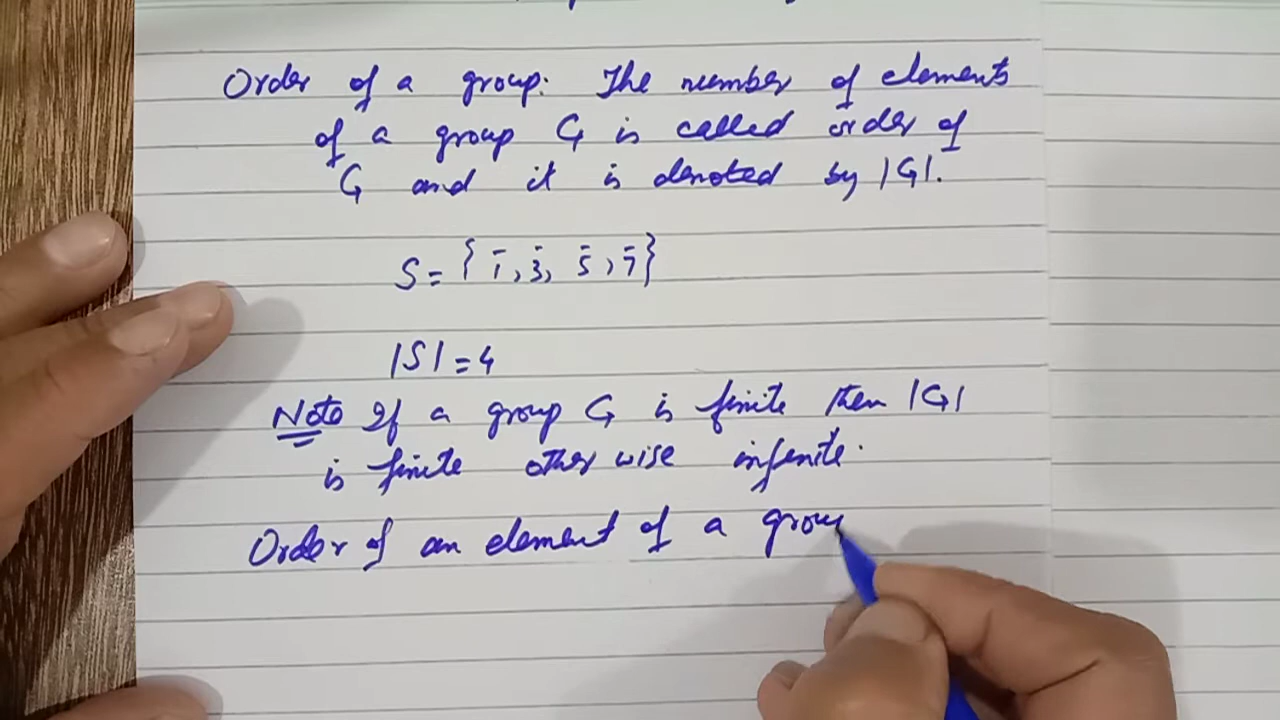 Order of a group: The number of elements
of a group G is called order of
G and it is denoted by |G|.
S = { 1̄, 3̄, 5̄, 7̄ }
|S| = 4
Note If a group G is finite then |G|
is finite otherwise infenite.
Order of an element of a grou